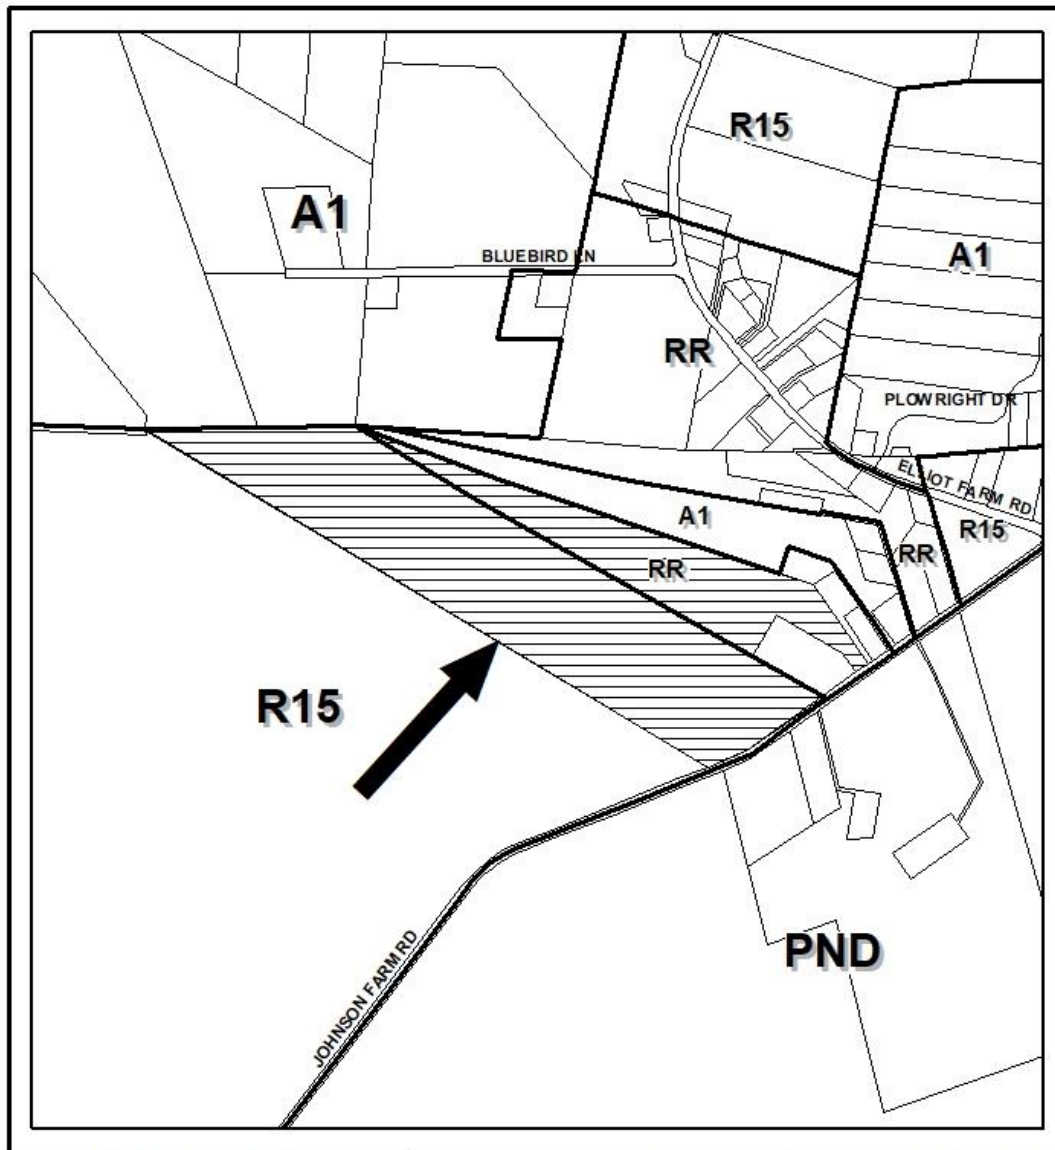 R15
A1
A1
BLUEBIRD LN
RR
PLOWRIGHT DR
ELLIOT FARM RD
A1
R15
RR
RR
R15
PND
JOHNSON FARM RD